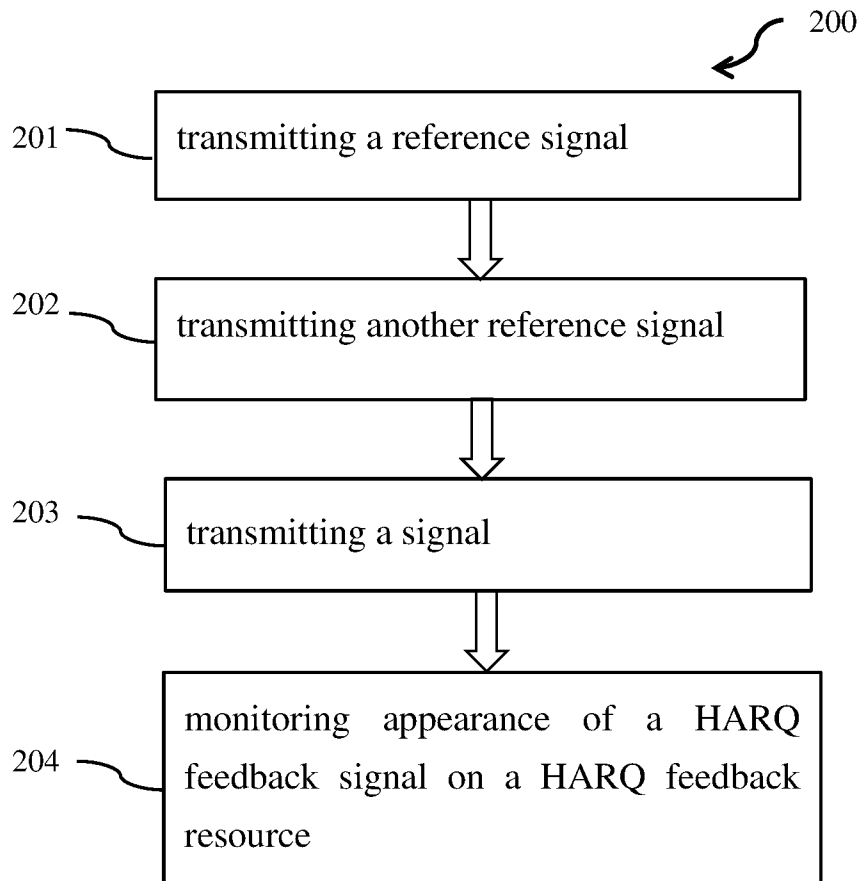 200
201
transmitting a reference signal
202
transmitting another reference signal
203
transmitting a signal
204
monitoring appearance of a HARQ
feedback signal on a HARQ feedback
resource